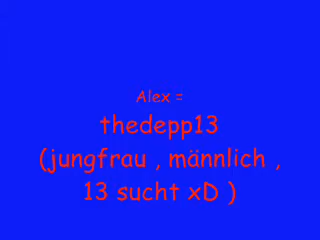 Alex =
thedepp13
(jungfrau , männlich ,
13 sucht xD )